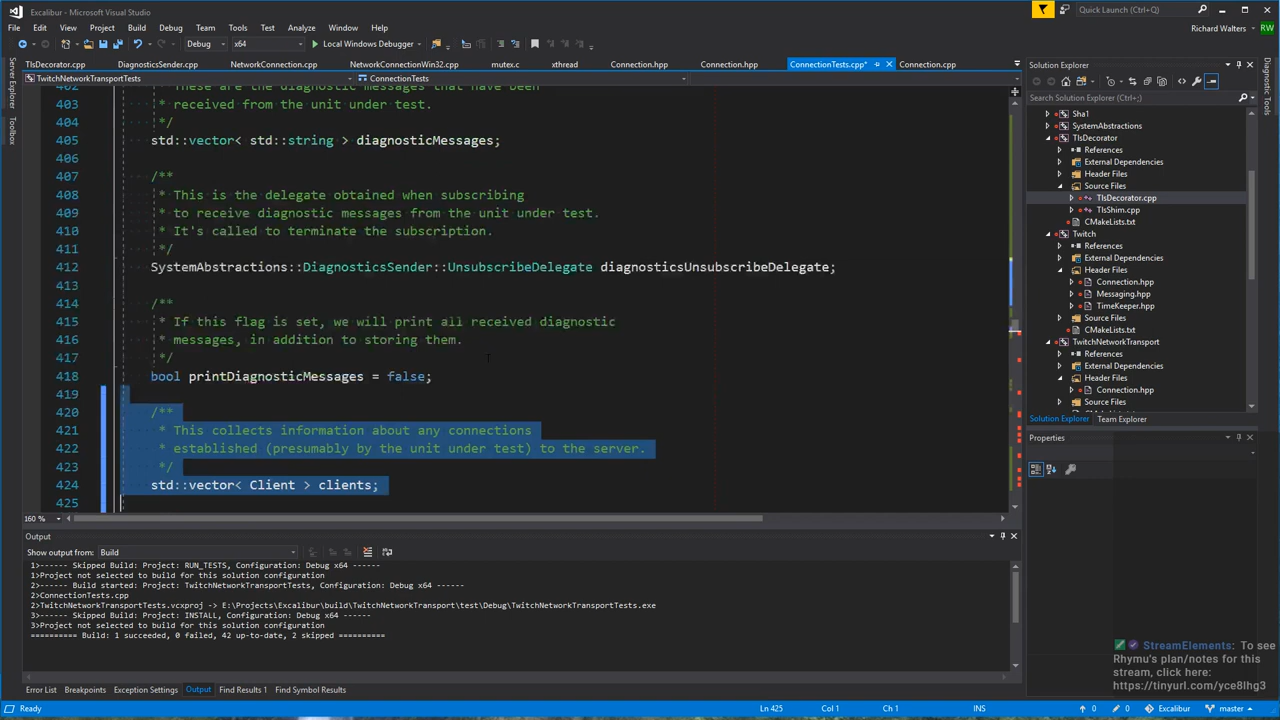 Excalibur - Microsoft Visual Studio
Quick Launch (Ctrl+Q)
File Edit View Project Build Debug Team Tools Test Analyze Window Help
Richard Walters
Debug x64 Local Windows Debugger
TlsDecorator.cpp DiagnosticsSender.cpp NetworkConnection.cpp NetworkConnectionWin32.cpp mutex.c xthread Connection.hpp Connection.hpp ConnectionTests.cpp* Connection.cpp
TwitchNetworkTransportTests ConnectionTests
Server Explorer
Toolbox
402 * These are the diagnostic messages that have been
403 * received from the unit under test.
404 */
405 std::vector< std::string > diagnosticMessages;
406
407 /**
408 * This is the delegate obtained when subscribing
409 * to receive diagnostic messages from the unit under test.
410 * It's called to terminate the subscription.
411 */
412 SystemAbstractions::DiagnosticsSender::UnsubscribeDelegate diagnosticsUnsubscribeDelegate;
413
414 /**
415 * If this flag is set, we will print all received diagnostic
416 * messages, in addition to storing them.
417 */
418 bool printDiagnosticMessages = false;
419
420 /**
421 * This collects information about any connections
422 * established (presumably by the unit under test) to the server.
423 */
424 std::vector< Client > clients;
425
160 %
Solution Explorer
Search Solution Explorer (Ctrl+;)
Sha1
SystemAbstractions
TlsDecorator
References
External Dependencies
Header Files
Source Files
TlsDecorator.cpp
TlsShim.cpp
CMakeLists.txt
Twitch
References
External Dependencies
Header Files
Connection.hpp
Messaging.hpp
TimeKeeper.hpp
Source Files
CMakeLists.txt
TwitchNetworkTransport
References
External Dependencies
Header Files
Connection.hpp
Source Files
Solution Explorer Team Explorer
Properties
Diagnostic Tools
Output
Show output from: Build
1>------ Skipped Build: Project: RUN_TESTS, Configuration: Debug x64 ------
1>Project not selected to build for this solution configuration
2>------ Build started: Project: TwitchNetworkTransportTests, Configuration: Debug x64 ------
2>ConnectionTests.cpp
2>TwitchNetworkTransportTests.vcxproj -> E:\Projects\Excalibur\build\TwitchNetworkTransport\test\Debug\TwitchNetworkTransportTests.exe
3>------ Skipped Build: Project: INSTALL, Configuration: Debug x64 ------
3>Project not selected to build for this solution configuration
========== Build: 1 succeeded, 0 failed, 42 up-to-date, 2 skipped ==========
StreamElements: To see
Rhymu's plan/notes for this
stream, click here:
https://tinyurl.com/yce8lhg3
Error List Breakpoints Exception Settings Output Find Results 1 Find Symbol Results
Ready Ln 425 Col 1 Ch 1 INS 0 0 Excalibur master